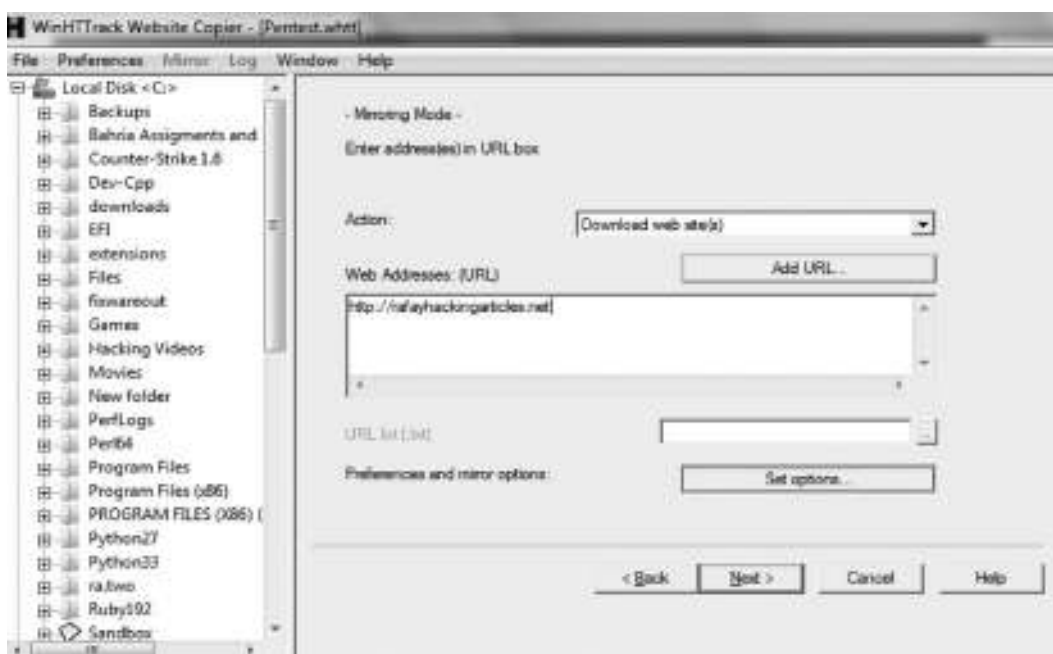 WinHTTrack Website Copier - [Pentest.whtt]
File Preferences Mirror Log Window Help
Local Disk <C:>
Backups
Bahria Assigments and
Counter-Strike 1.6
Dev-Cpp
downloads
EFI
extensions
Files
fixwareout
Games
Hacking Videos
Movies
New folder
PerfLogs
Perl64
Program Files
Program Files (x86)
PROGRAM FILES (X86) (
Python27
Python33
ra.two
Ruby192
Sandbox
- Mirroring Mode -
Enter address(es) in URL box
Action:
Download web site(s)
Add URL...
Web Addresses: (URL)
http://rafayhackingarticles.net
URL list (.txt)
...
Preferences and mirror options:
Set options...
< Back
Next >
Cancel
Help